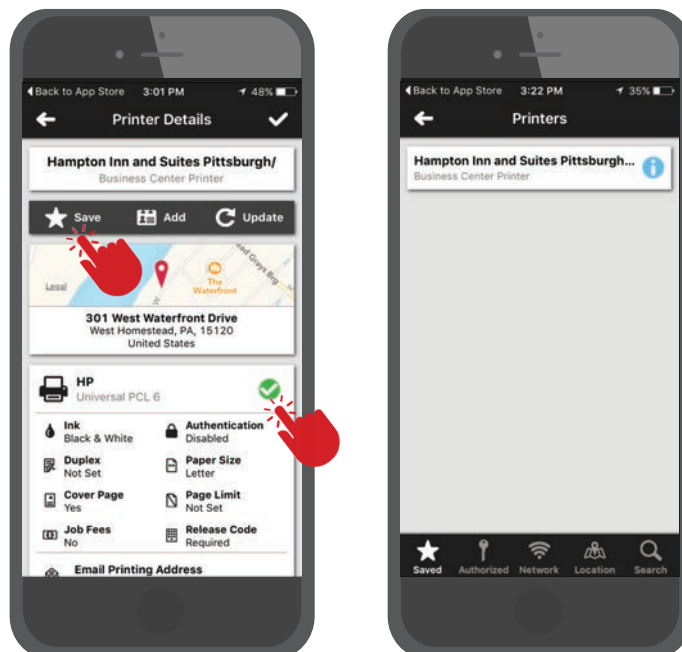 Back to App Store 3:01 PM 48%
Printer Details
Hampton Inn and Suites Pittsburgh/
Business Center Printer
Save Add Update
Legal
The
Waterfront
ead Grays Brg
W
301 West Waterfront Drive
West Homestead, PA, 15120
United States
HP
Universal PCL 6
Ink
Black & White
Authentication
Disabled
Duplex
Not Set
Paper Size
Letter
Cover Page
Yes
Page Limit
Not Set
Job Fees
No
Release Code
Required
Email Printing Address
Back to App Store 3:22 PM 35%
Printers
Hampton Inn and Suites Pittsburgh...
Business Center Printer
Saved Authorized Network Location Search